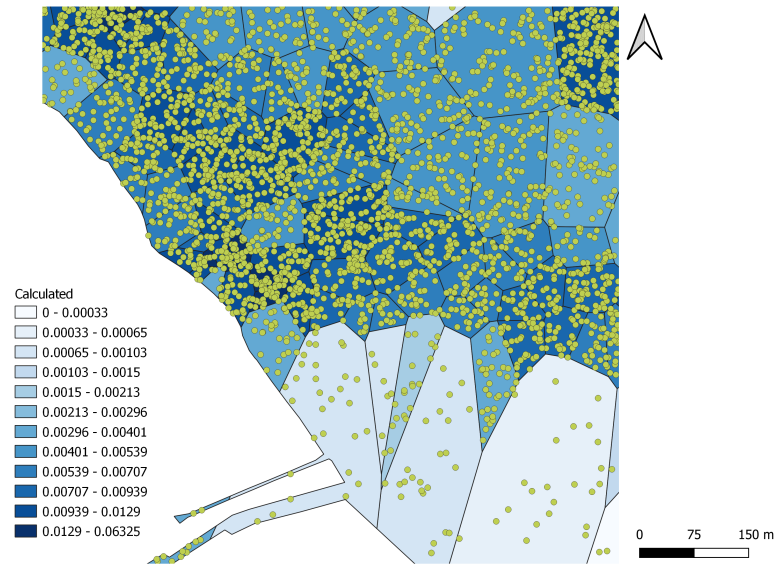 Calculated
0 - 0.00033
0.00033 - 0.00065
0.00065 - 0.00103
0.00103 - 0.0015
0.0015 - 0.00213
0.00213 - 0.00296
0.00296 - 0.00401
0.00401 - 0.00539
0.00539 - 0.00707
0.00707 - 0.00939
0.00939 - 0.0129
0.0129 - 0.06325
0 75 150 m